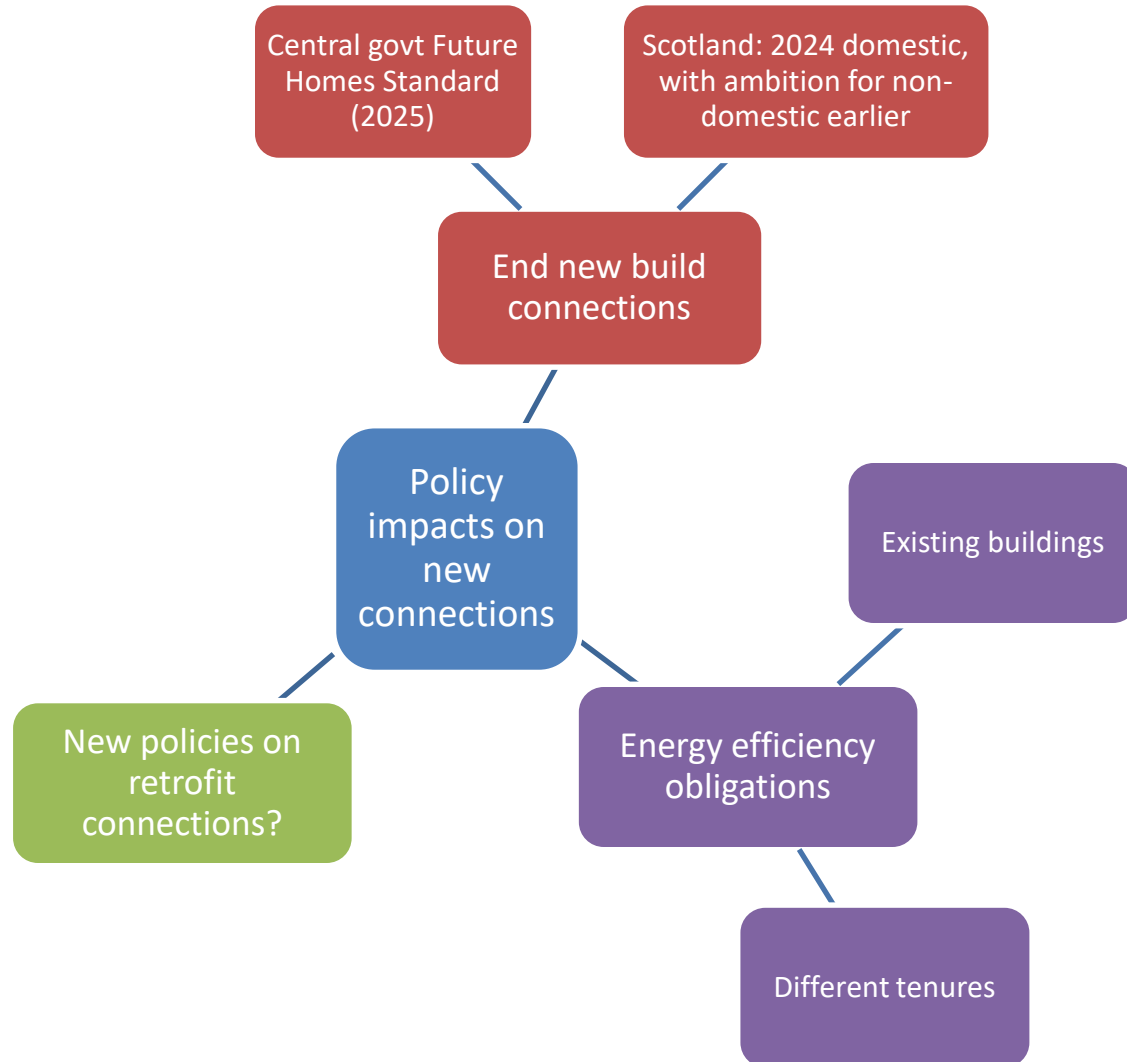 Central govt Future
Homes Standard
(2025)
Scotland: 2024 domestic,
with ambition for non-
domestic earlier
End new build
connections
Policy
impacts on
new
connections
Existing buildings
New policies on
retrofit
connections?
Energy efficiency
obligations
Different tenures